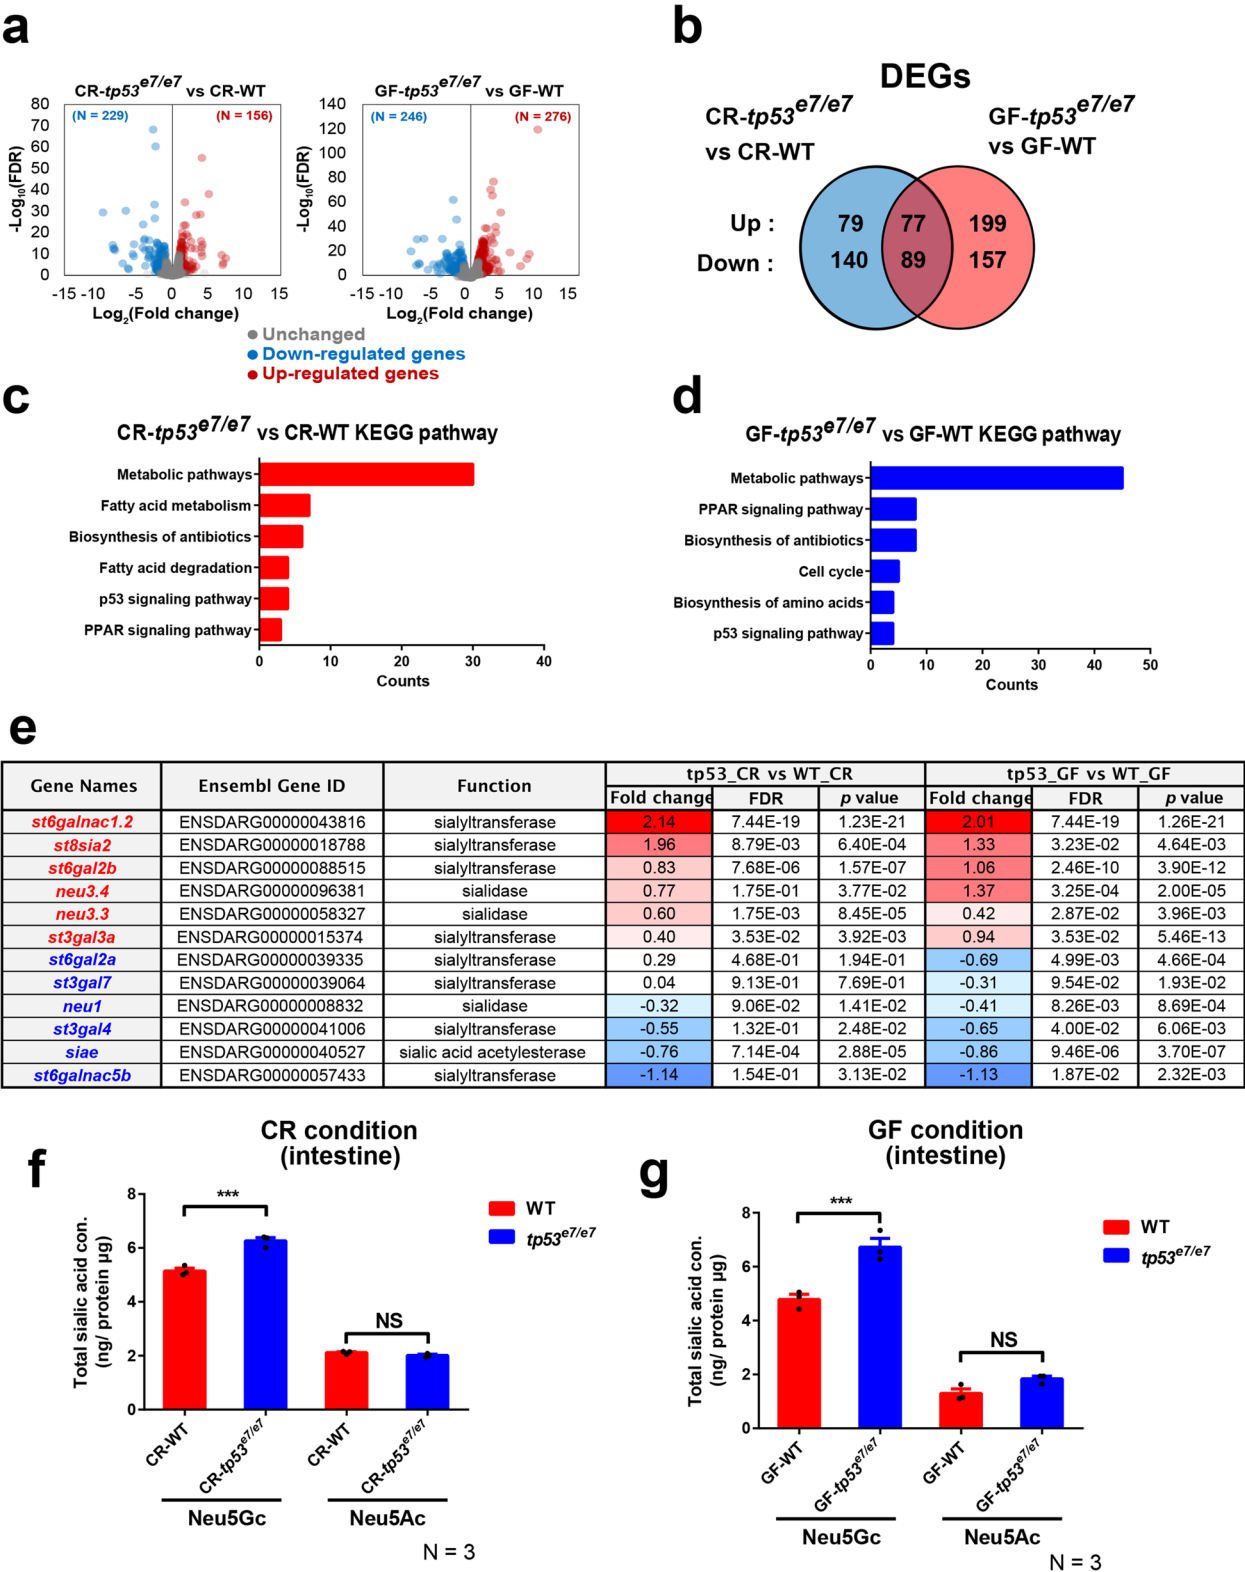 a
CR-tp53e7/e7 vs CR-WT
(N = 229)
(N = 156)
80
70
60
50
40
30
20
10
0
-Log10(FDR)
-15 -10 -5 0 5 10 15
Log2(Fold change)
GF-tp53e7/e7 vs GF-WT
(N = 246)
(N = 276)
140
120
100
80
60
40
20
0
-Log10(FDR)
-15 -10 -5 0 5 10 15
Log2(Fold change)
Unchanged
Down-regulated genes
Up-regulated genes
b
DEGs
CR-tp53e7/e7
vs CR-WT
GF-tp53e7/e7
vs GF-WT
Up : 79 77 199
Down : 140 89 157
c
CR-tp53e7/e7 vs CR-WT KEGG pathway
Metabolic pathways
Fatty acid metabolism
Biosynthesis of antibiotics
Fatty acid degradation
p53 signaling pathway
PPAR signaling pathway
0 10 20 30 40
Counts
d
GF-tp53e7/e7 vs GF-WT KEGG pathway
Metabolic pathways
PPAR signaling pathway
Biosynthesis of antibiotics
Cell cycle
Biosynthesis of amino acids
p53 signaling pathway
0 10 20 30 40 50
Counts
e
Gene Names Ensembl Gene ID Function tp53_CR vs WT_CR tp53_GF vs WT_GF
Fold change FDR p value Fold change FDR p value
st6galnac1.2 ENSDARG00000043816 sialyltransferase 2.14 7.44E-19 1.23E-21 2.01 7.44E-19 1.26E-21
st8sia2 ENSDARG00000018788 sialyltransferase 1.96 8.79E-03 6.40E-04 1.33 3.23E-02 4.64E-03
st6gal2b ENSDARG00000088515 sialyltransferase 0.83 7.68E-06 1.57E-07 1.06 2.46E-10 3.90E-12
neu3.4 ENSDARG00000096381 sialidase 0.77 1.75E-01 3.77E-02 1.37 3.25E-04 2.00E-05
neu3.3 ENSDARG00000058327 sialidase 0.60 1.75E-03 8.45E-05 0.42 2.87E-02 3.96E-03
st3gal3a ENSDARG00000015374 sialyltransferase 0.40 3.53E-02 3.92E-03 0.94 3.53E-02 5.46E-13
st6gal2a ENSDARG00000039335 sialyltransferase 0.29 4.68E-01 1.94E-01 -0.69 4.99E-03 4.66E-04
st3gal7 ENSDARG00000039064 sialyltransferase 0.04 9.13E-01 7.69E-01 -0.31 9.54E-02 1.93E-02
neu1 ENSDARG00000008832 sialidase -0.32 9.06E-02 1.41E-02 -0.41 8.26E-03 8.69E-04
st3gal4 ENSDARG00000041006 sialyltransferase -0.55 1.32E-01 2.48E-02 -0.65 4.00E-02 6.06E-03
siae ENSDARG00000040527 sialic acid acetylesterase -0.76 7.14E-04 2.88E-05 -0.86 9.46E-06 3.70E-07
st6galnac5b ENSDARG00000057433 sialyltransferase -1.14 1.54E-01 3.13E-02 -1.13 1.87E-02 2.32E-03
f
CR condition
(intestine)
Total sialic acid con.
(ng/ protein µg)
8
6
4
2
0
***
NS
WT
tp53e7/e7
CR-WT
CR-tp53e7/e7
CR-WT
CR-tp53e7/e7
Neu5Gc
Neu5Ac
N = 3
g
GF condition
(intestine)
Total sialic acid con.
(ng/ protein µg)
8
6
4
2
0
***
NS
WT
tp53e7/e7
GF-WT
GF-tp53e7/e7
GF-WT
GF-tp53e7/e7
Neu5Gc
Neu5Ac
N = 3